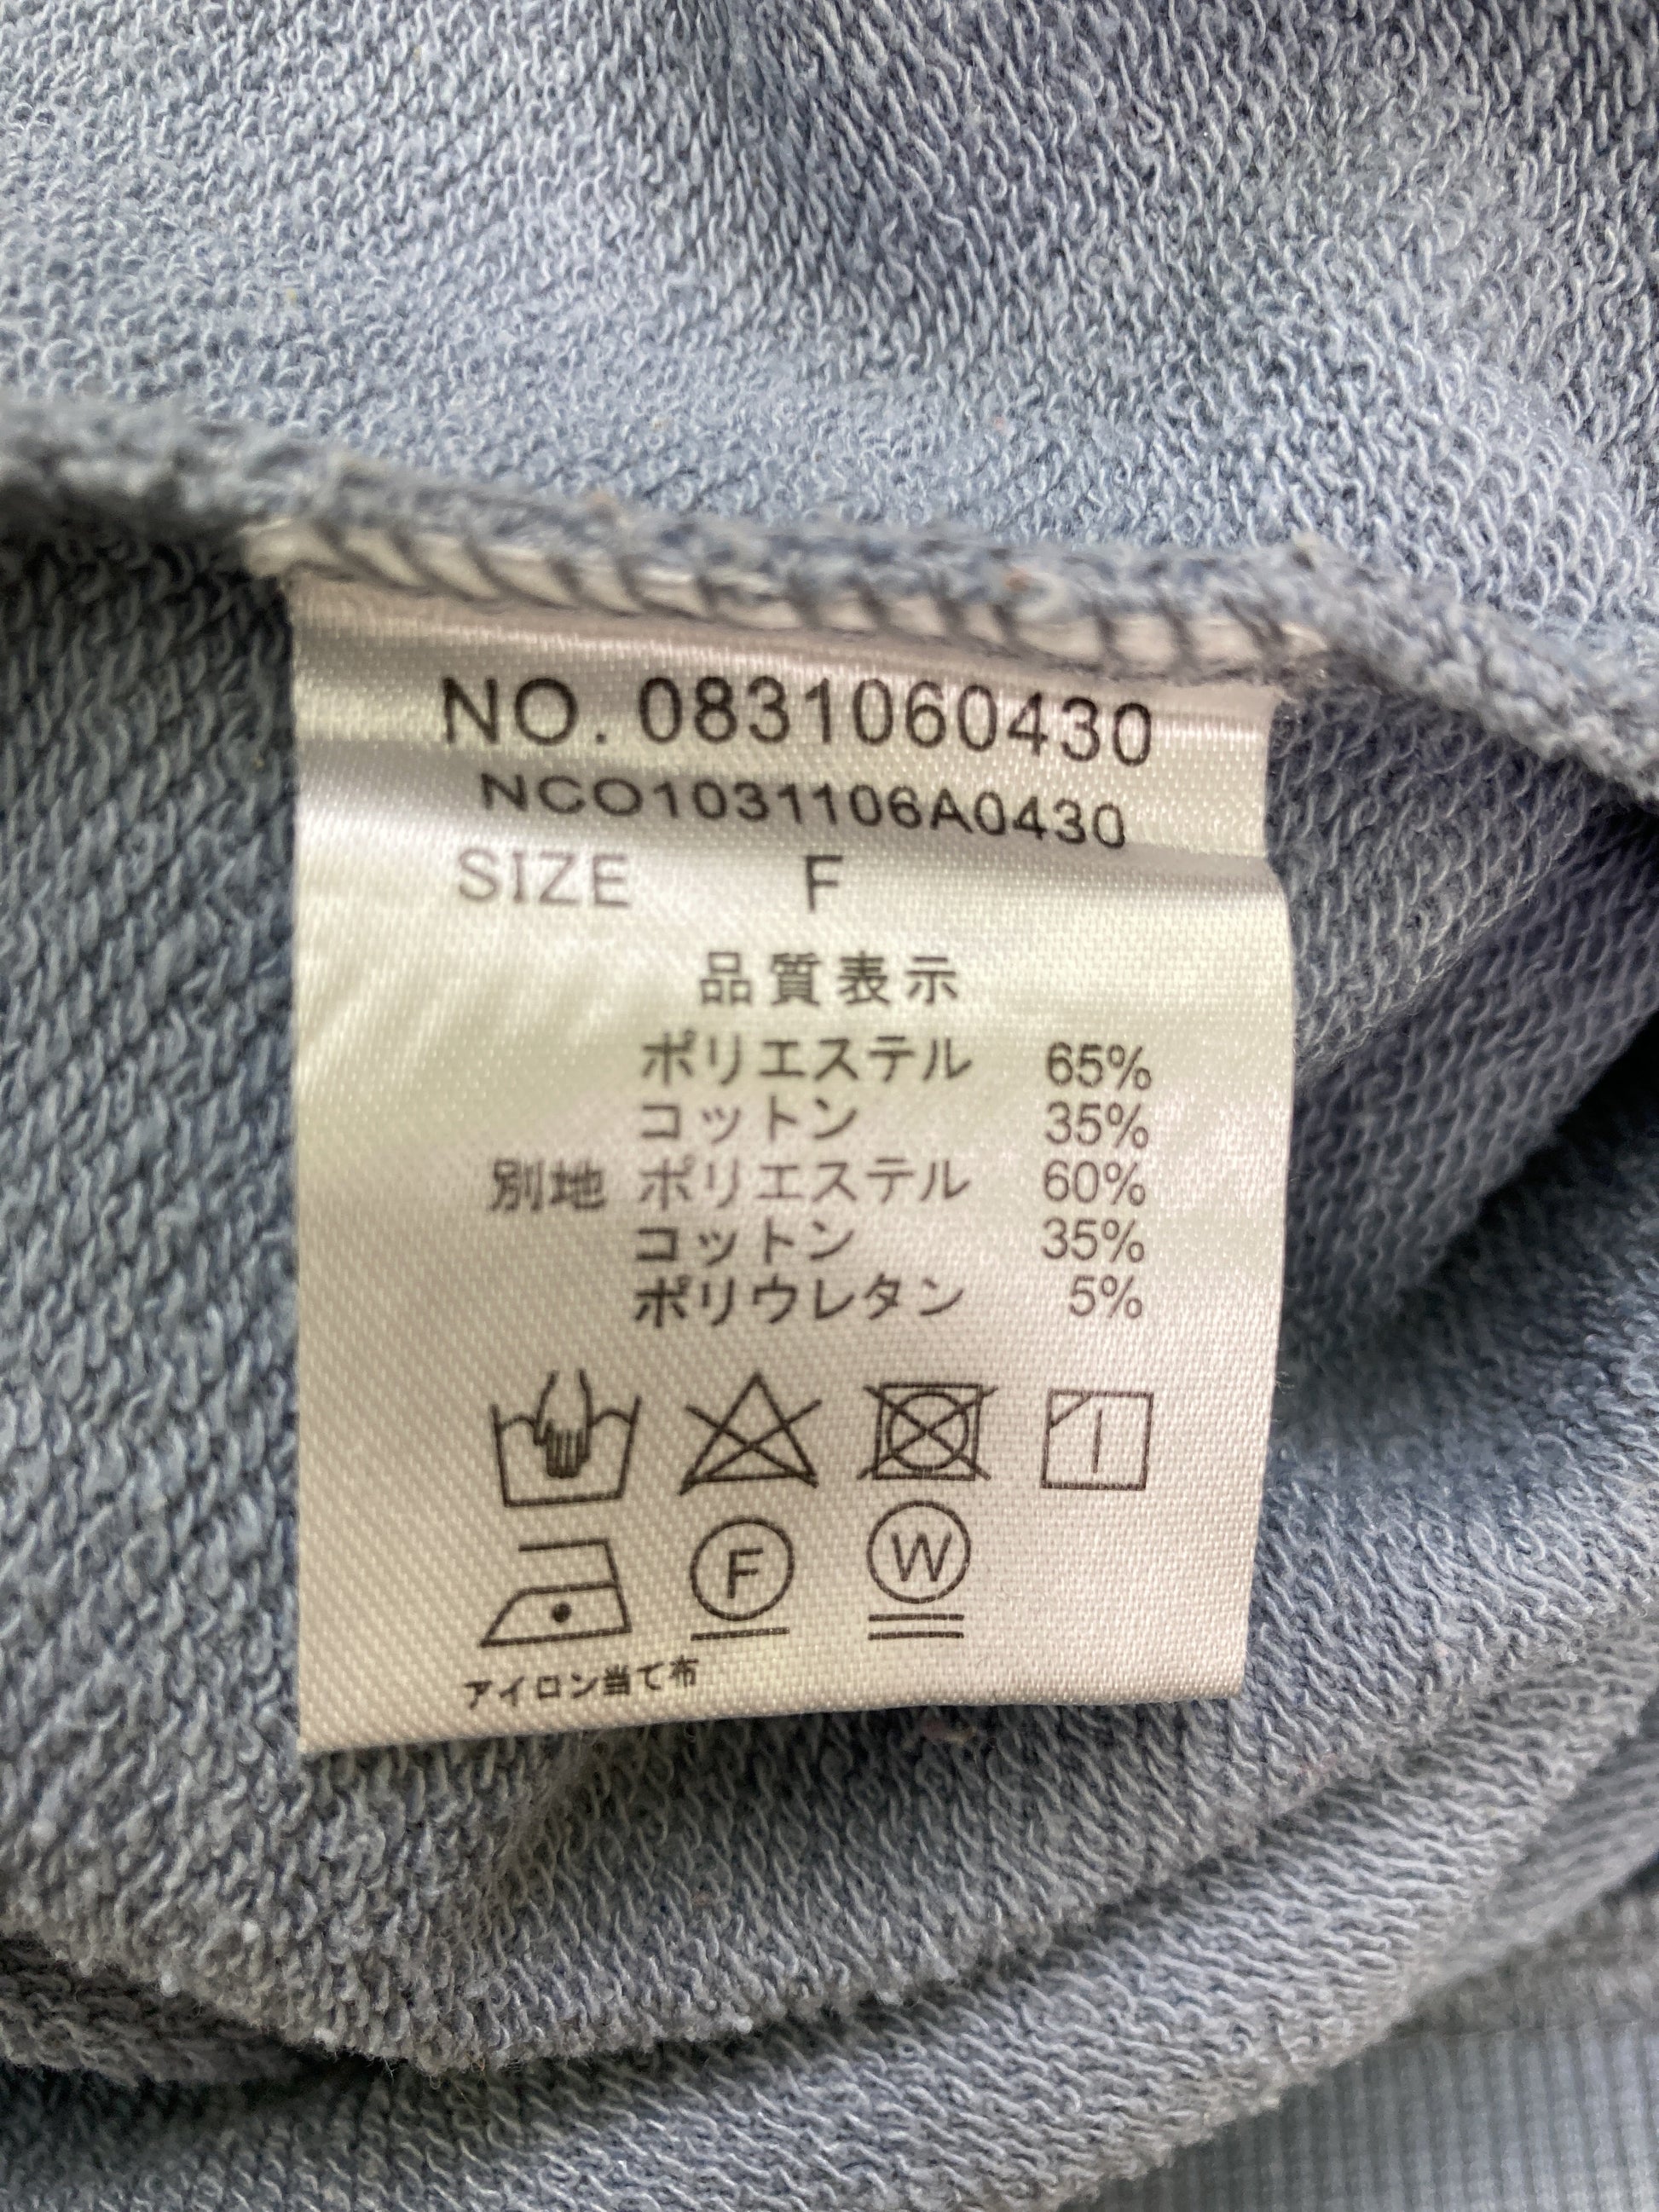 NO. 0831060430
NCO1031106A0430
SIZE F
品質表示
ポリエステル 65%
コットン 35%
別地 ポリエステル 60%
コットン 35%
ポリウレタン 5%
F W
アイロン当て布